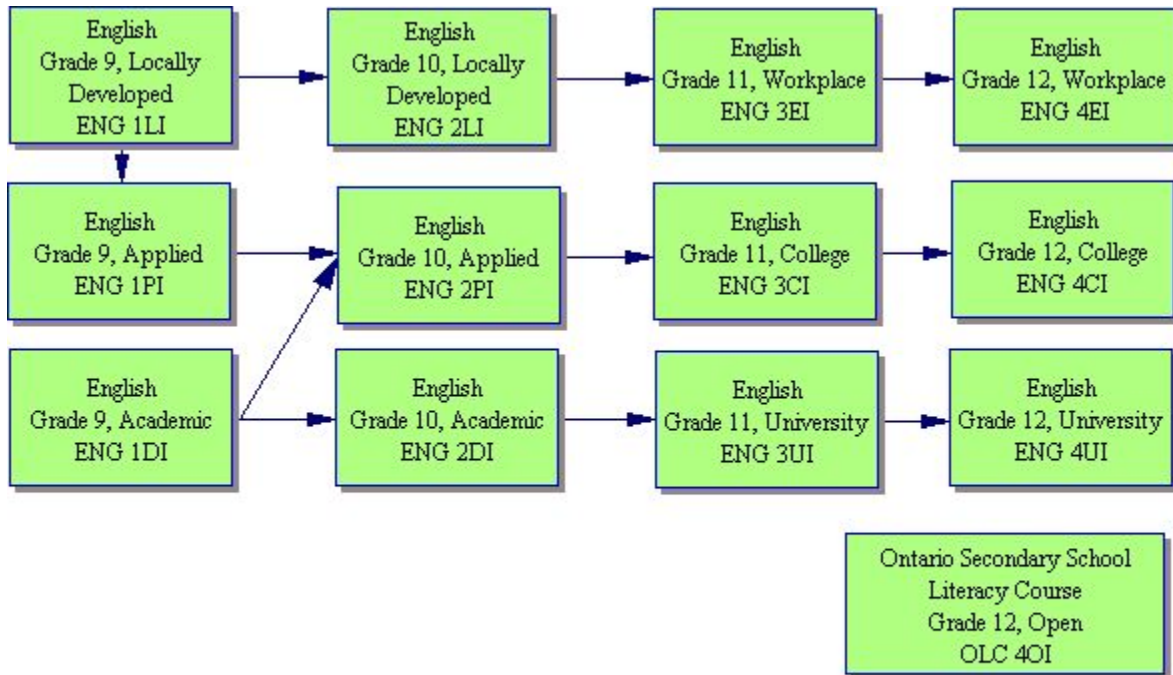 English
Grade 9, Locally
Developed
ENG 1LI
English
Grade 10, Locally
Developed
ENG 2LI
English
Grade 11, Workplace
ENG 3EI
English
Grade 12, Workplace
ENG 4EI
English
Grade 9, Applied
ENG 1PI
English
Grade 10, Applied
ENG 2PI
English
Grade 11, College
ENG 3CI
English
Grade 12, College
ENG 4CI
English
Grade 9, Academic
ENG 1DI
English
Grade 10, Academic
ENG 2DI
English
Grade 11, University
ENG 3UI
English
Grade 12, University
ENG 4UI
Ontario Secondary School
Literacy Course
Grade 12, Open
OLC 4OI